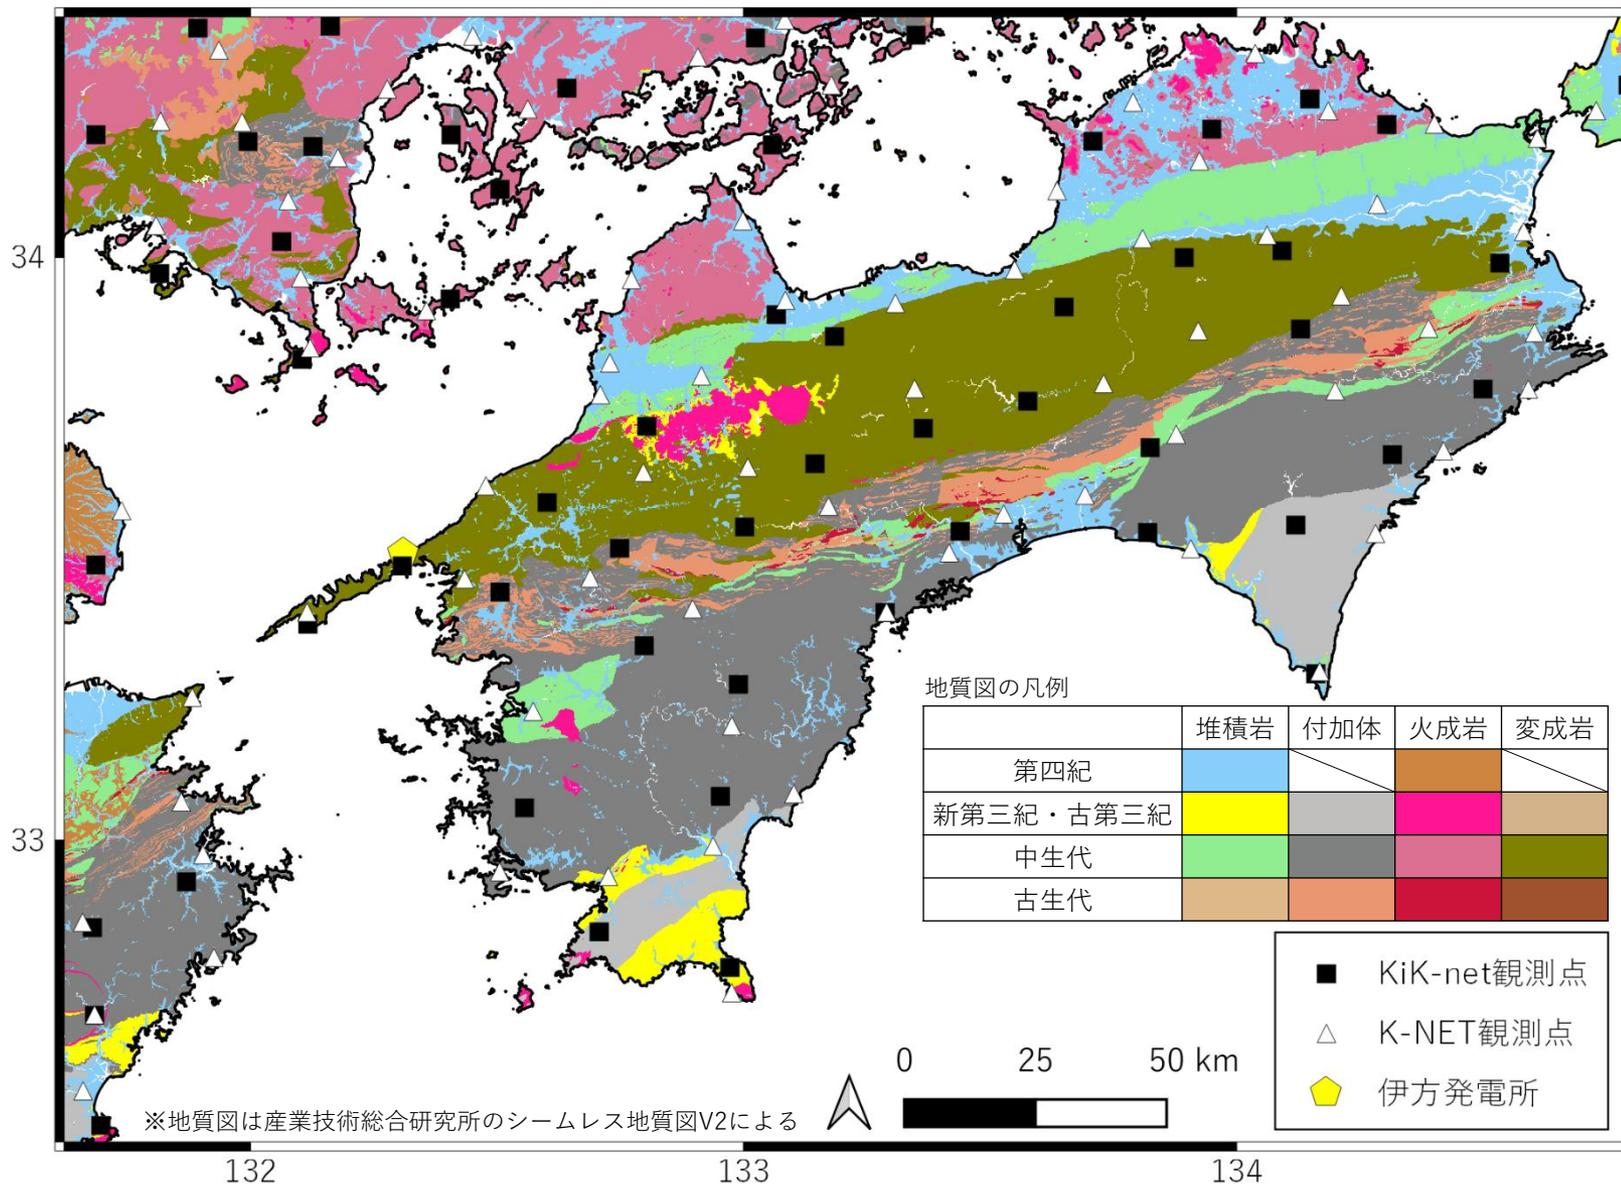 34
33
132
133
134
地質図の凡例
堆積岩 付加体 火成岩 変成岩
第四紀
新第三紀・古第三紀
中生代
古生代
KiK-net観測点
K-NET観測点
伊方発電所
0 25 50 km
※地質図は産業技術総合研究所のシームレス地質図V2による